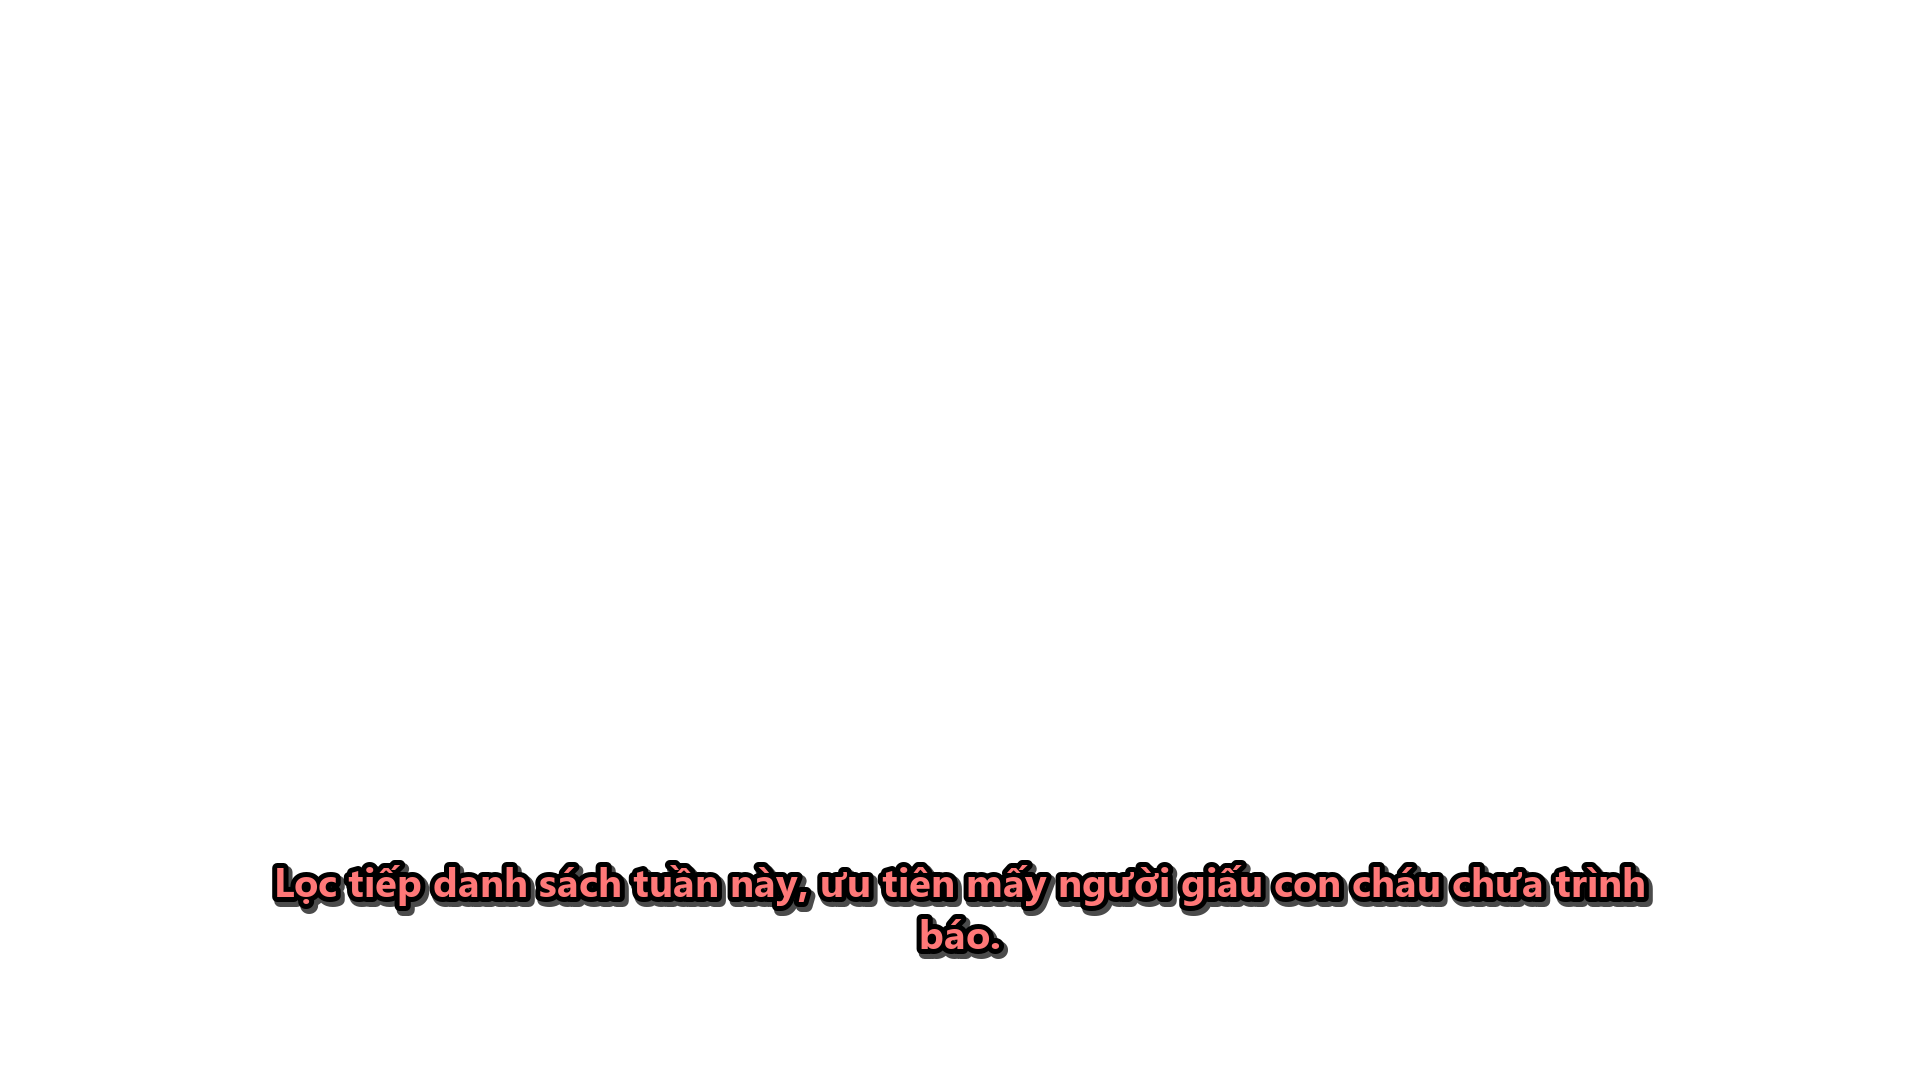 Lọc tiếp danh sách tuần này, ưu tiên mấy người giấu con cháu chưa trình
báo.